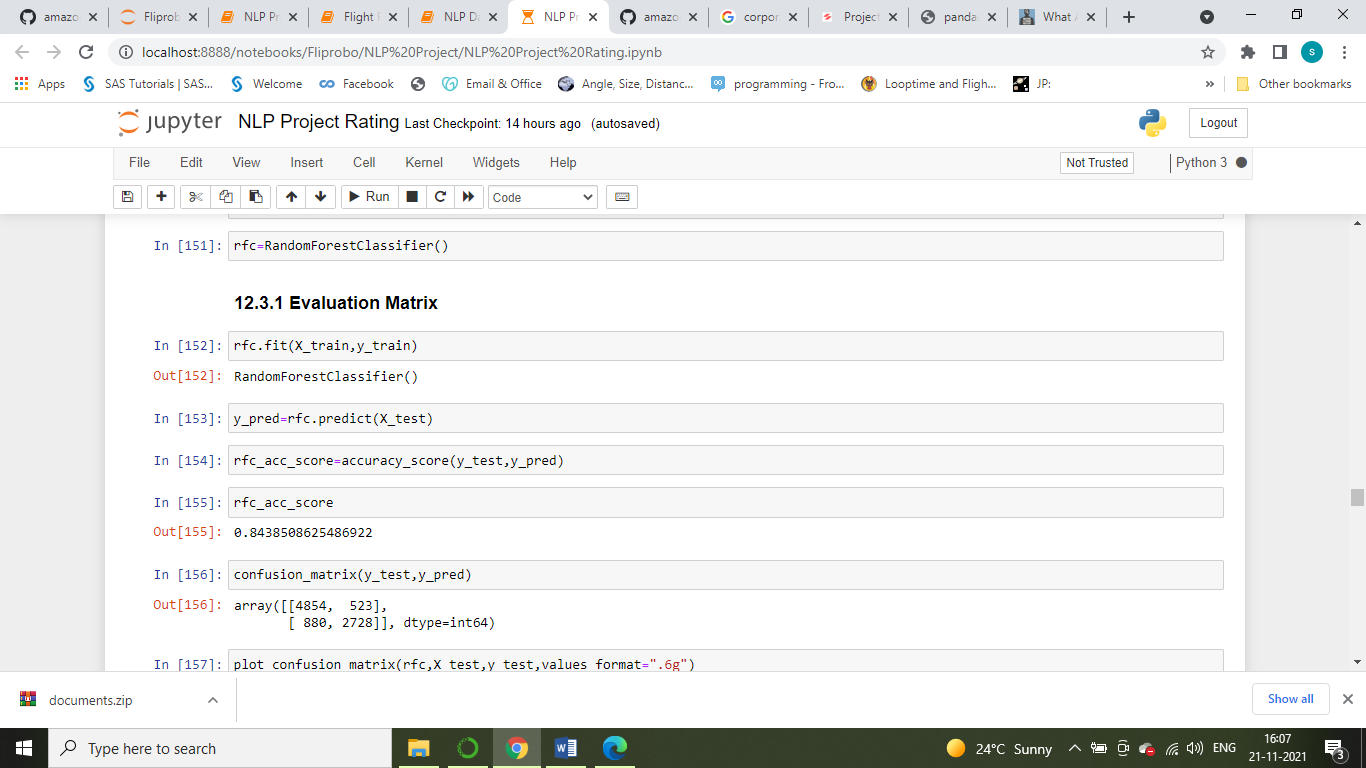 amazo
Fliprob
NLP Pr
Flight F
NLP Da
NLP Pr
amazo
corpor
Project
panda
What A
localhost:8888/notebooks/Fliprobo/NLP%20Project/NLP%20Project%20Rating.ipynb
s
Apps
SAS Tutorials | SAS...
Welcome
Facebook
Email & Office
Angle, Size, Distanc...
programming - Fro...
Looptime and Fligh...
JP:
»
Other bookmarks
jupyter
NLP Project Rating Last Checkpoint: 14 hours ago (autosaved)
Logout
File Edit View Insert Cell Kernel Widgets Help
Not Trusted
Python 3
Run
Code
In [151]: rfc=RandomForestClassifier()
12.3.1 Evaluation Matrix
In [152]: rfc.fit(X_train,y_train)
Out[152]: RandomForestClassifier()
In [153]: y_pred=rfc.predict(X_test)
In [154]: rfc_acc_score=accuracy_score(y_test,y_pred)
In [155]: rfc_acc_score
Out[155]: 0.8438508625486922
In [156]: confusion_matrix(y_test,y_pred)
Out[156]: array([[4854,  523],
[ 880, 2728]], dtype=int64)
In [157]: plot_confusion_matrix(rfc,X_test,y_test,values_format=".6g")
documents.zip
Show all
Type here to search
24°C Sunny
ENG
16:07
21-11-2021
3